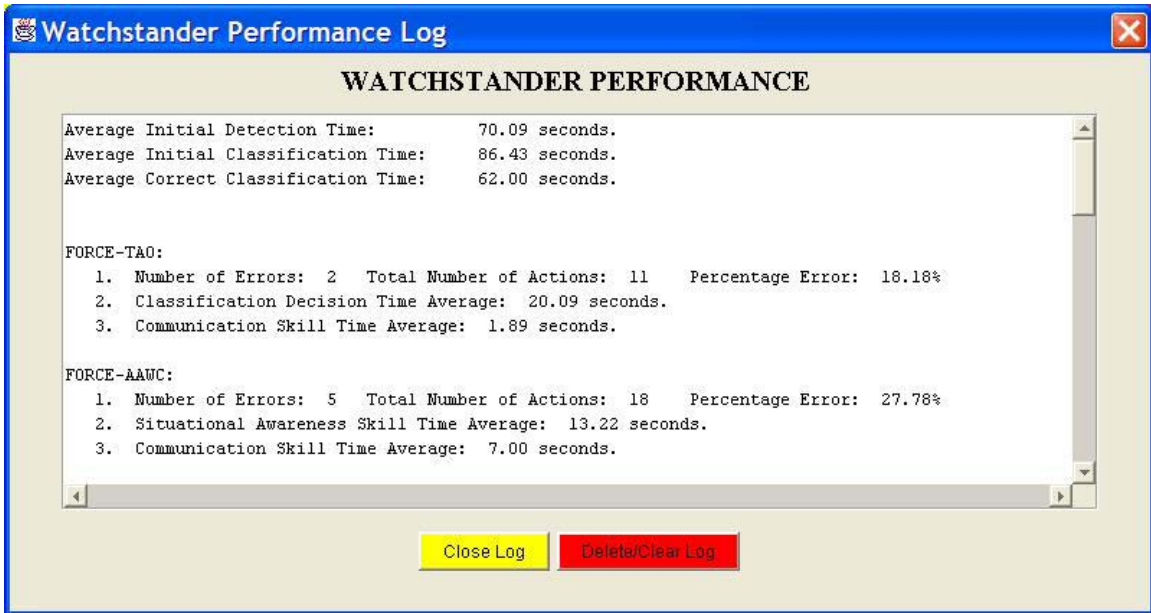 Watchstander Performance Log
WATCHSTANDER PERFORMANCE
Average Initial Detection Time: 70.09 seconds.
Average Initial Classification Time: 86.43 seconds.
Average Correct Classification Time: 62.00 seconds.
FORCE-TAO:
1. Number of Errors: 2 Total Number of Actions: 11 Percentage Error: 18.18%
2. Classification Decision Time Average: 20.09 seconds.
3. Communication Skill Time Average: 1.89 seconds.
FORCE-AAWC:
1. Number of Errors: 5 Total Number of Actions: 18 Percentage Error: 27.78%
2. Situational Awareness Skill Time Average: 13.22 seconds.
3. Communication Skill Time Average: 7.00 seconds.
Close Log Delete/Clear Log